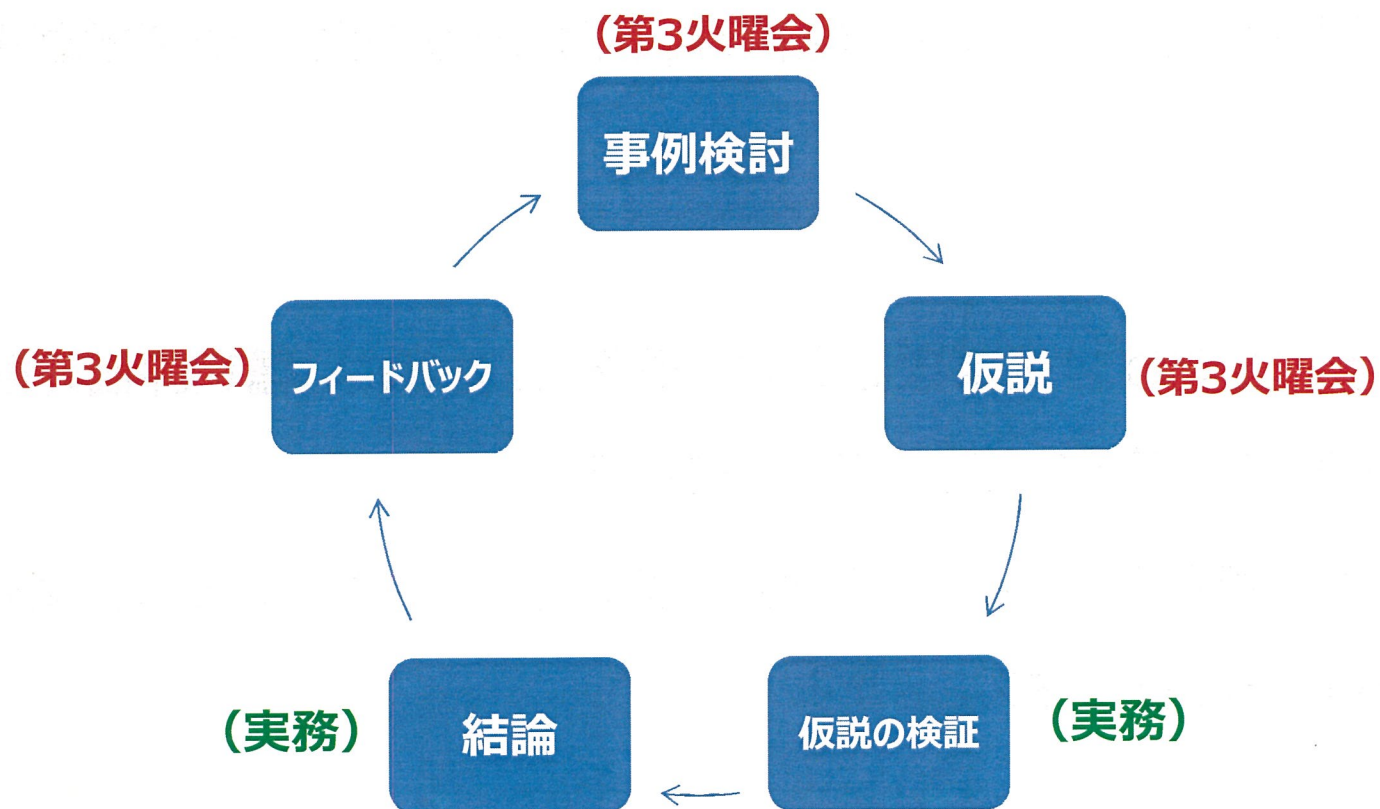 （第3火曜会）
事例検討
仮説
（第3火曜会）
仮説の検証
（実務）
結論
（実務）
フィードバック
（第3火曜会）